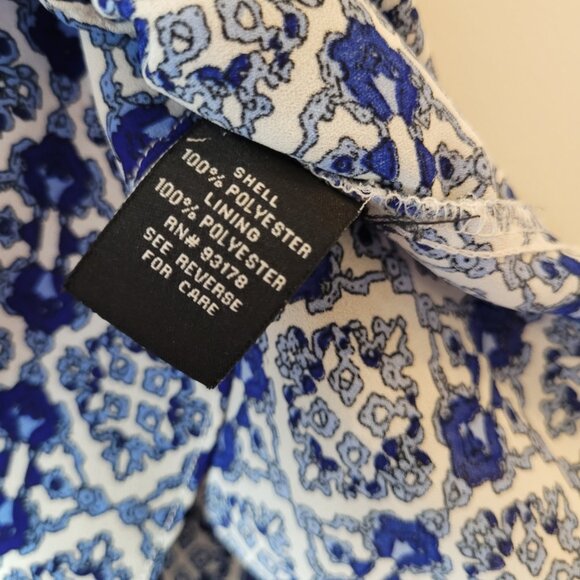 SHELL
100% POLYESTER
LINING
100% POLYESTER
RN# 93178
SEE REVERSE
FOR CARE